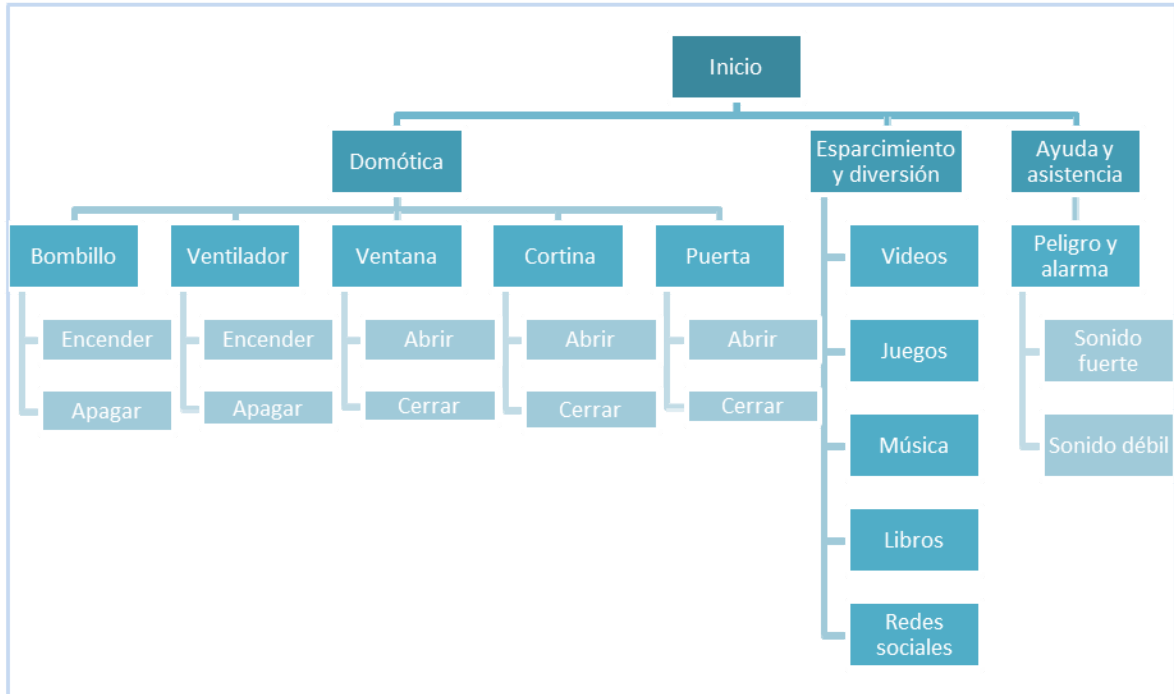 Inicio
Domótica
Esparcimiento
y diversión
Ayuda y
asistencia
Bombillo
Ventilador
Ventana
Cortina
Puerta
Videos
Peligro y
alarma
Encender
Encender
Abrir
Abrir
Abrir
Juegos
Sonido
fuerte
Apagar
Apagar
Cerrar
Cerrar
Cerrar
Música
Sonido débil
Libros
Redes
sociales